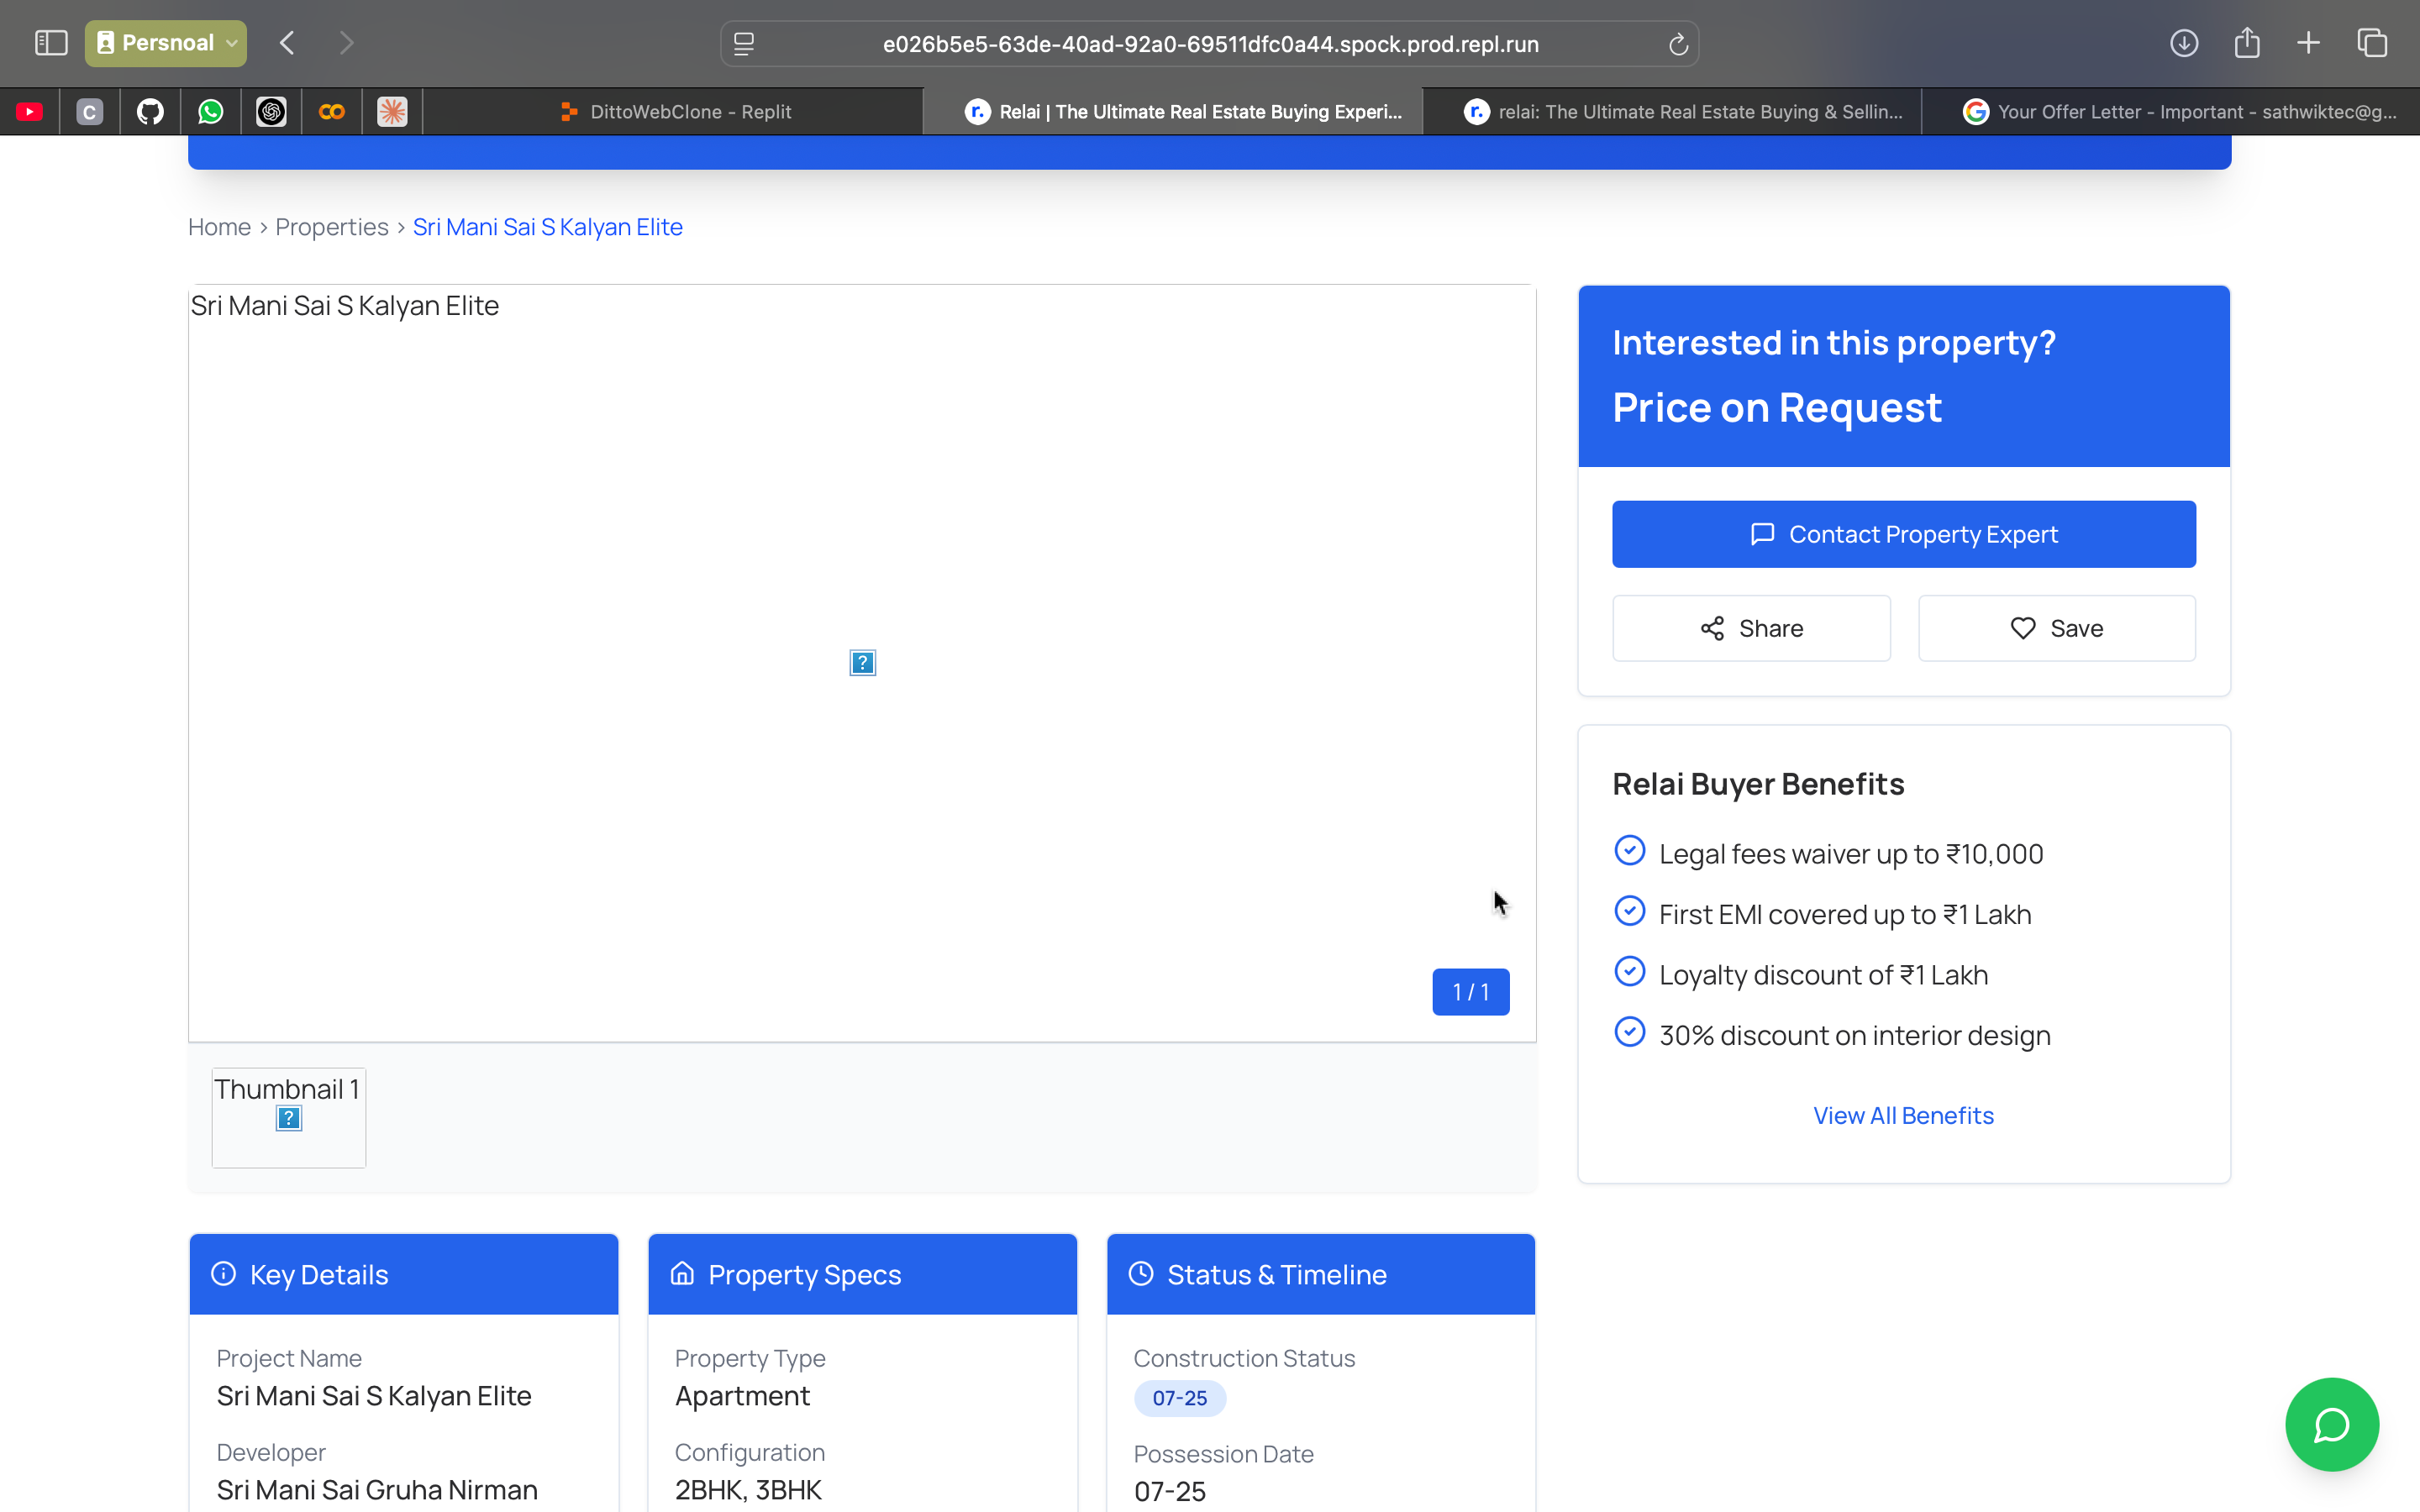 Persnoal
e026b5e5-63de-40ad-92a0-69511dfc0a44.spock.prod.repl.run
C
DittoWebClone - Replit
r.
Relai | The Ultimate Real Estate Buying Experi...
r.
relai: The Ultimate Real Estate Buying & Sellin...
Your Offer Letter - Important - sathwiktec@g...
Home > Properties > Sri Mani Sai S Kalyan Elite
Sri Mani Sai S Kalyan Elite
?
1 / 1
Thumbnail 1
?
Interested in this property?
Price on Request
Contact Property Expert
Share
Save
Relai Buyer Benefits
Legal fees waiver up to ₹10,000
First EMI covered up to ₹1 Lakh
Loyalty discount of ₹1 Lakh
30% discount on interior design
View All Benefits
Key Details
Project Name
Sri Mani Sai S Kalyan Elite
Developer
Sri Mani Sai Gruha Nirman
Property Specs
Property Type
Apartment
Configuration
2BHK, 3BHK
Status & Timeline
Construction Status
07-25
Possession Date
07-25